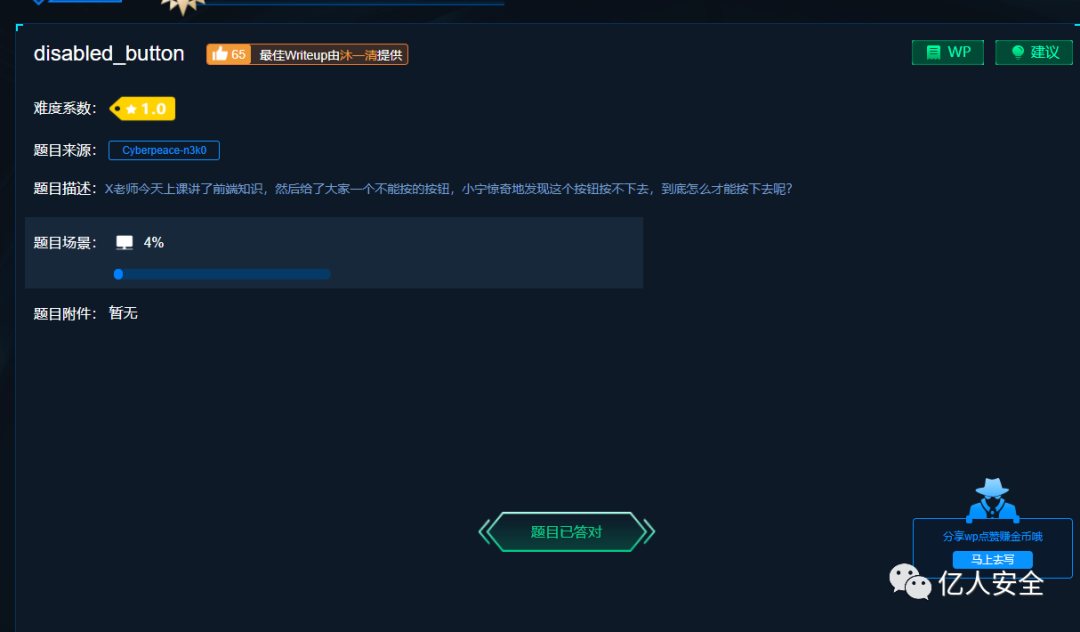 disabled_button 65 最佳Writeup由沐一清提供 WP 建议
难度系数： 1.0
题目来源： Cyberpeace-n3k0
题目描述：X老师今天上课讲了前端知识，然后给了大家一个不能按的按钮，小宁惊奇地发现这个按钮按不下去，到底怎么才能按下去呢？
题目场景： 4%
题目附件： 暂无
题目已答对
分享wp点赞赚金币哦
马上去写
亿人安全